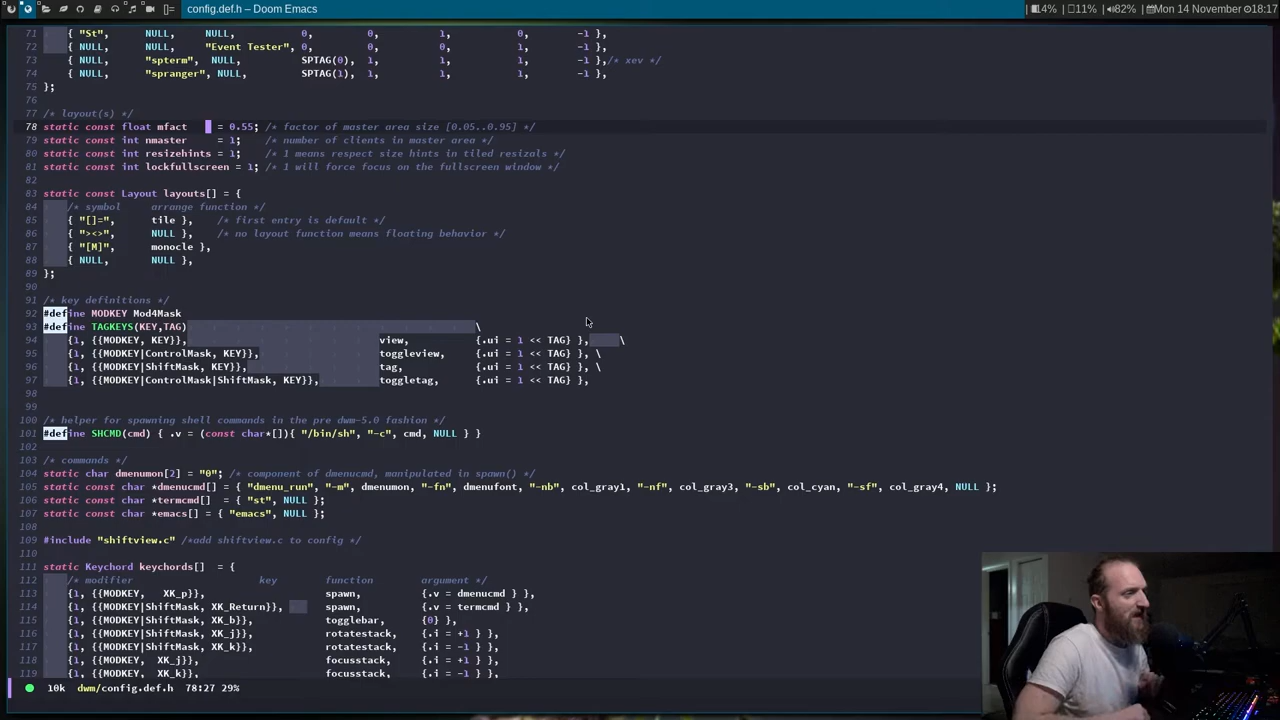 []= config.def.h – Doom Emacs 14% 11% 82% Mon 14 November 18:17
71 { "St", NULL, NULL, 0, 0, 1, 0, -1 },
72 { NULL, NULL, "Event Tester", 0, 0, 0, 1, -1 },
73 { NULL, "spterm", NULL, SPTAG(0), 1, 1, 1, -1 },/* xev */
74 { NULL, "spranger", NULL, SPTAG(1), 1, 1, 1, -1 },
75 };
76
77 /* layout(s) */
78 static const float mfact = 0.55; /* factor of master area size [0.05..0.95] */
79 static const int nmaster = 1; /* number of clients in master area */
80 static const int resizehints = 1; /* 1 means respect size hints in tiled resizals */
81 static const int lockfullscreen = 1; /* 1 will force focus on the fullscreen window */
82
83 static const Layout layouts[] = {
84 /* symbol arrange function */
85 { "[]=", tile }, /* first entry is default */
86 { "><>", NULL }, /* no layout function means floating behavior */
87 { "[M]", monocle },
88 { NULL, NULL },
89 };
90
91 /* key definitions */
92 #define MODKEY Mod4Mask
93 #define TAGKEYS(KEY,TAG) \
94 {1, {{MODKEY, KEY}}, view, {.ui = 1 << TAG} }, \
95 {1, {{MODKEY|ControlMask, KEY}}, toggleview, {.ui = 1 << TAG} }, \
96 {1, {{MODKEY|ShiftMask, KEY}}, tag, {.ui = 1 << TAG} }, \
97 {1, {{MODKEY|ControlMask|ShiftMask, KEY}}, toggletag, {.ui = 1 << TAG} },
98
99
100 /* helper for spawning shell commands in the pre dwm-5.0 fashion */
101 #define SHCMD(cmd) { .v = (const char*[]){ "/bin/sh", "-c", cmd, NULL } }
102
103 /* commands */
104 static char dmenumon[2] = "0"; /* component of dmenucmd, manipulated in spawn() */
105 static const char *dmenucmd[] = { "dmenu_run", "-m", dmenumon, "-fn", dmenufont, "-nb", col_gray1, "-nf", col_gray3, "-sb", col_cyan, "-sf", col_gray4, NULL };
106 static const char *termcmd[] = { "st", NULL };
107 static const char *emacs[] = { "emacs", NULL };
108
109 #include "shiftview.c" /*add shiftview.c to config */
110
111 static Keychord keychords[] = {
112 /* modifier key function argument */
113 {1, {{MODKEY, XK_p}}, spawn, {.v = dmenucmd } },
114 {1, {{MODKEY|ShiftMask, XK_Return}}, spawn, {.v = termcmd } },
115 {1, {{MODKEY|ShiftMask, XK_b}}, togglebar, {0} },
116 {1, {{MODKEY|ShiftMask, XK_j}}, rotatestack, {.i = +1 } },
117 {1, {{MODKEY|ShiftMask, XK_k}}, rotatestack, {.i = -1 } },
118 {1, {{MODKEY, XK_j}}, focusstack, {.i = +1 } },
119 {1, {{MODKEY, XK_k}}, focusstack, {.i = -1 } },
10k dwm/config.def.h 78:27 29%